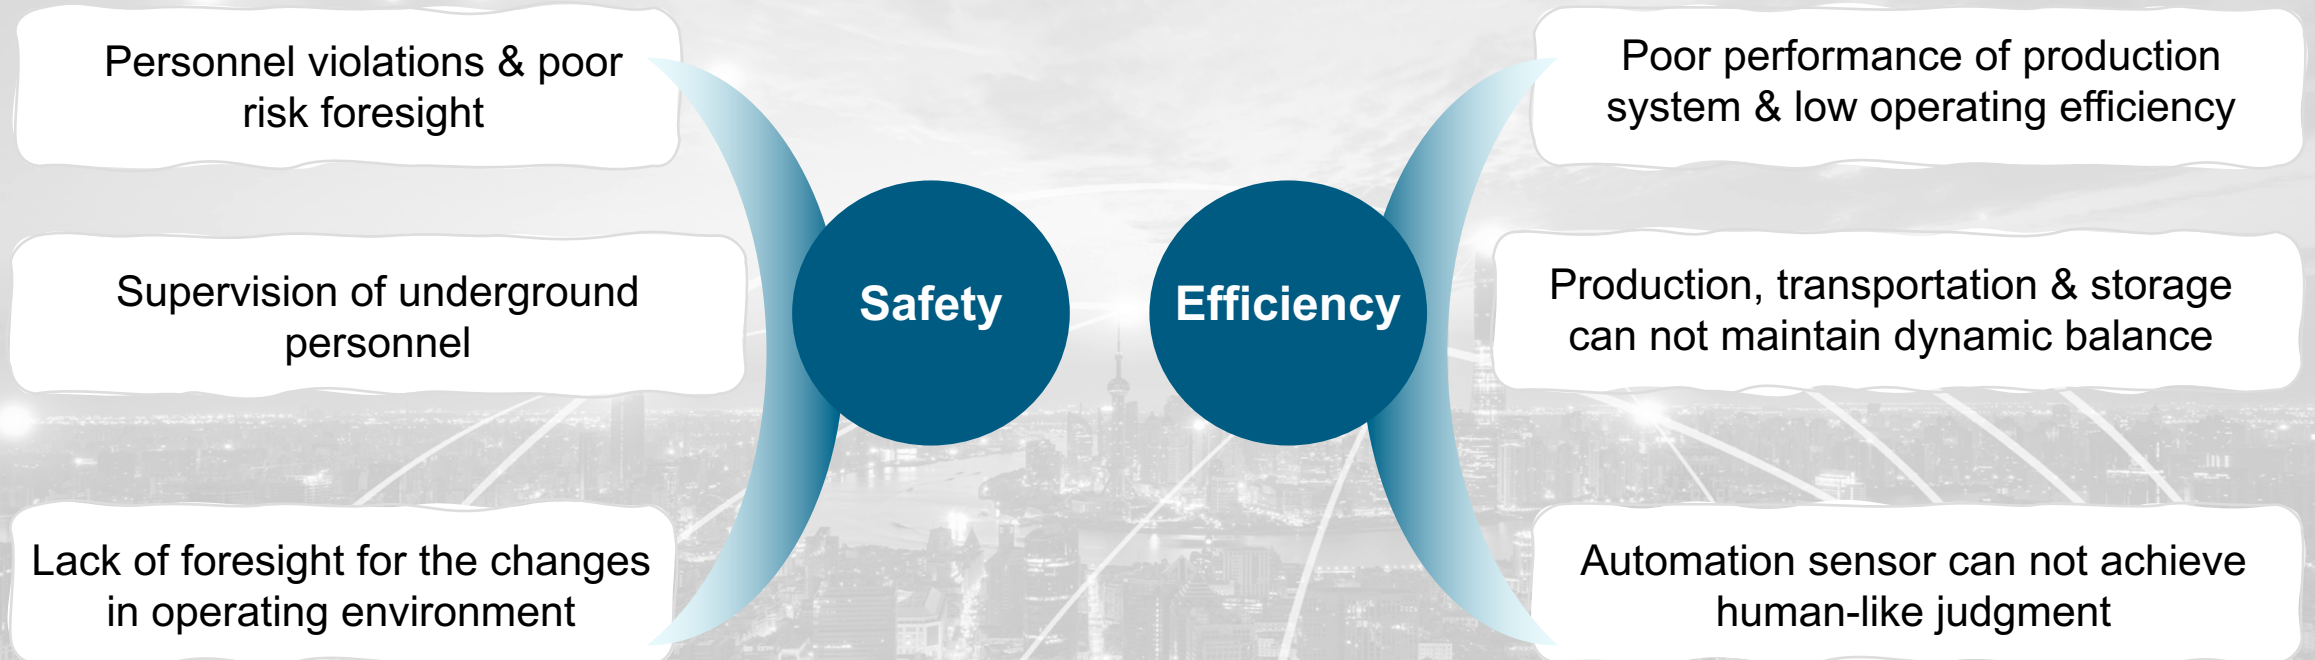 Personnel violations & poor
risk foresight
Supervision of underground
personnel
Lack of foresight for the changes
in operating environment
Safety
Efficiency
Poor performance of production
system & low operating efficiency
Production, transportation & storage
can not maintain dynamic balance
Automation sensor can not achieve
human-like judgment